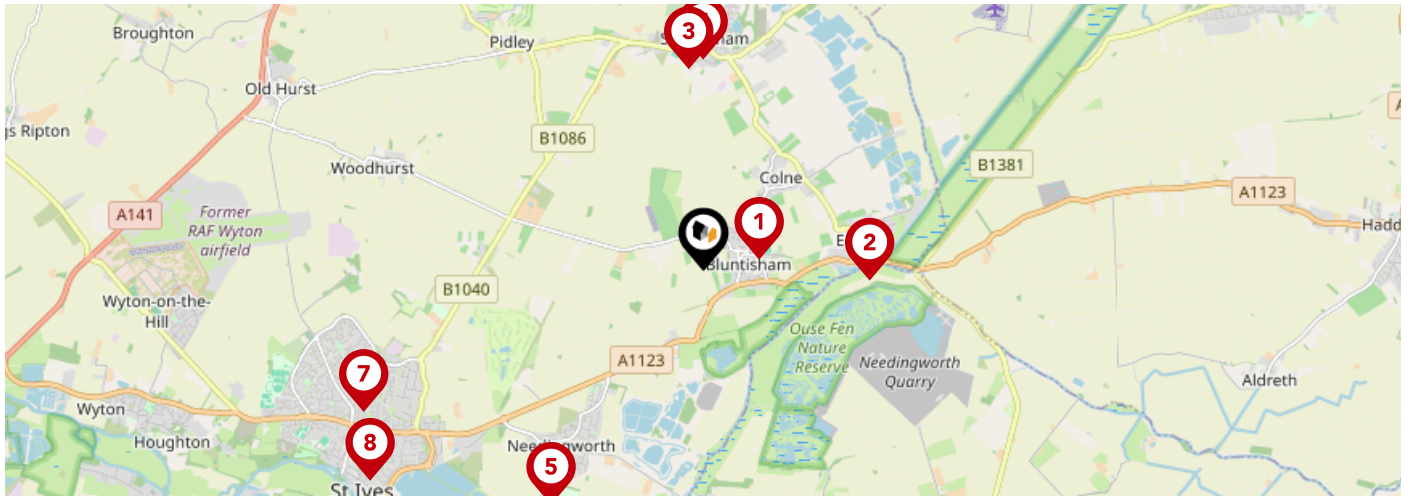 Broughton
Pidley
3
Old Hurst
gs Ripton
B1086
Woodhurst
Colne
B1381
A141
A1123
Former
RAF Wyton
airfield
1
2
Hadd
Bluntisham
B1040
Wyton-on-the-
Hill
Ouse Fen
Nature
Reserve
A1123
Needingworth
Quarry
7
Aldreth
Wyton
Houghton
8
Needingworth
5
St Ives